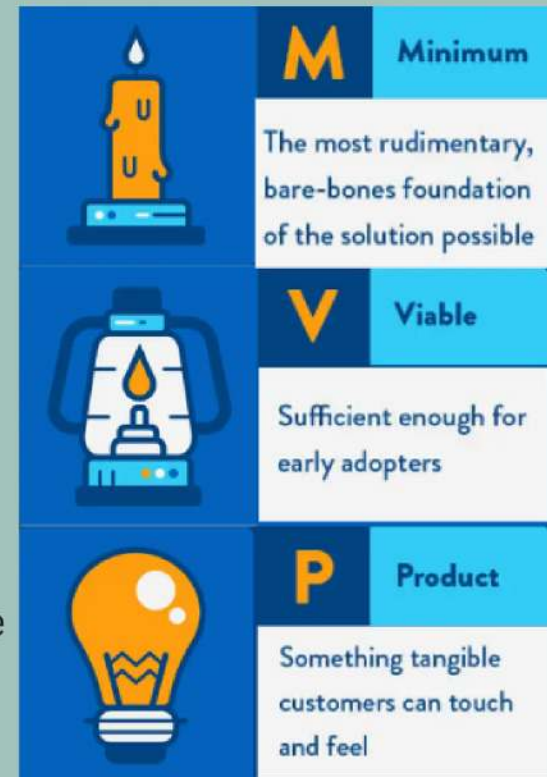 M Minimum
The most rudimentary,
bare-bones foundation
of the solution possible
V Viable
Sufficient enough for
early adopters
P Product
Something tangible
customers can touch
and feel
e